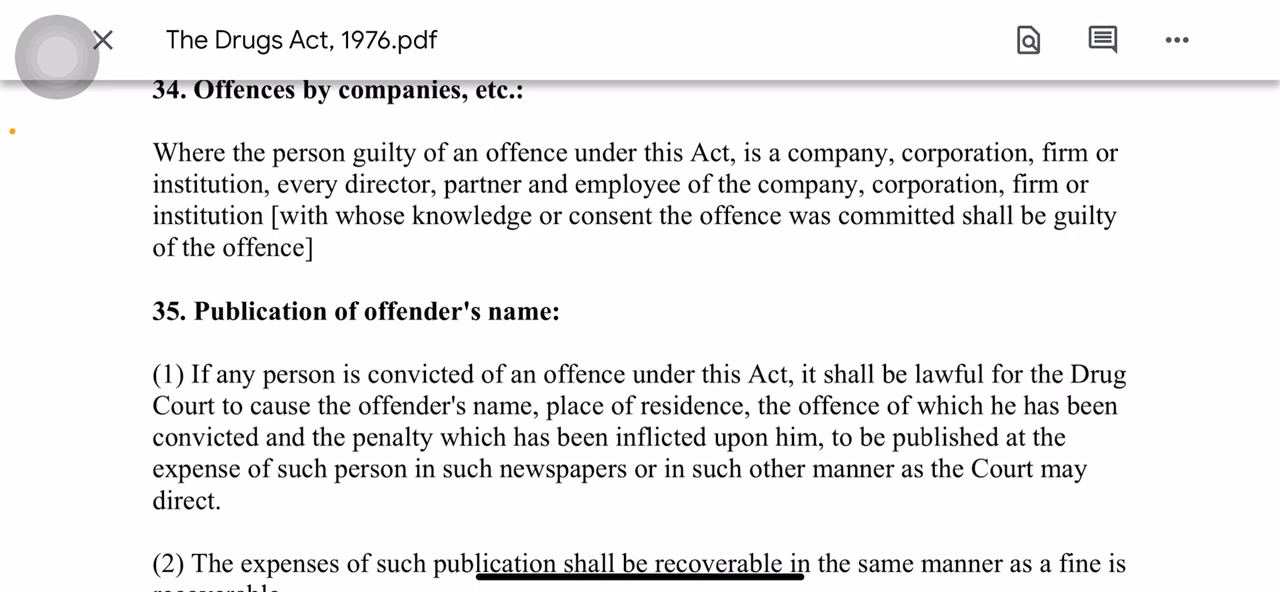 The Drugs Act, 1976.pdf
34. Offences by companies, etc.:
Where the person guilty of an offence under this Act, is a company, corporation, firm or
institution, every director, partner and employee of the company, corporation, firm or
institution [with whose knowledge or consent the offence was committed shall be guilty
of the offence]
35. Publication of offender's name:
(1) If any person is convicted of an offence under this Act, it shall be lawful for the Drug
Court to cause the offender's name, place of residence, the offence of which he has been
convicted and the penalty which has been inflicted upon him, to be published at the
expense of such person in such newspapers or in such other manner as the Court may
direct.
(2) The expenses of such publication shall be recoverable in the same manner as a fine is